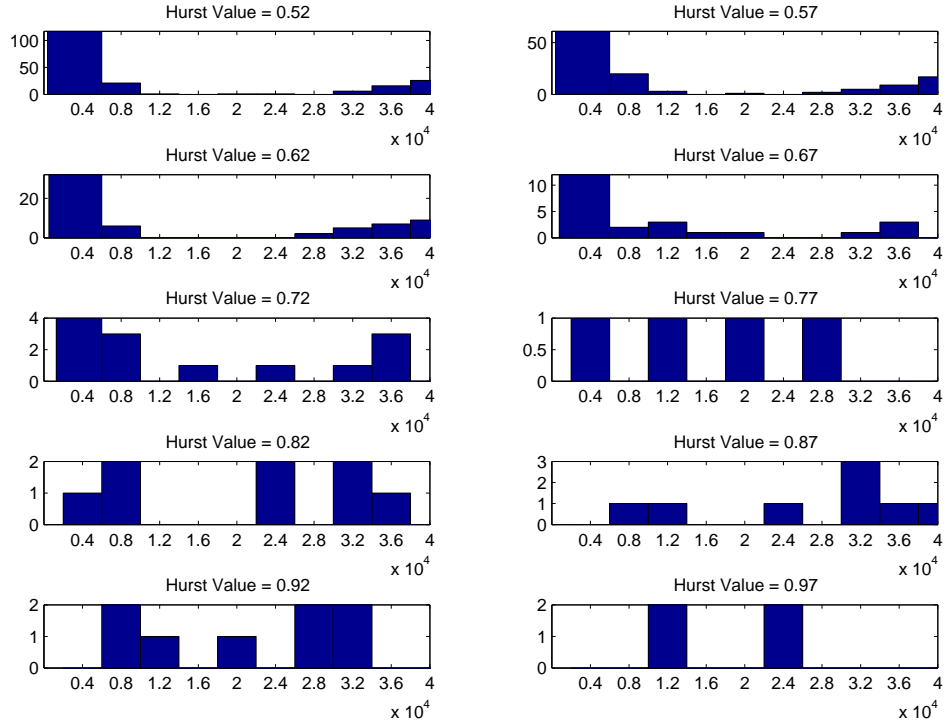 Hurst Value = 0.52
100
50
0
0.4 0.8 1.2 1.6 2 2.4 2.8 3.2 3.6 4
x 10^4
Hurst Value = 0.57
50
0
0.4 0.8 1.2 1.6 2 2.4 2.8 3.2 3.6 4
x 10^4
Hurst Value = 0.62
20
0
0.4 0.8 1.2 1.6 2 2.4 2.8 3.2 3.6 4
x 10^4
Hurst Value = 0.67
10
5
0
0.4 0.8 1.2 1.6 2 2.4 2.8 3.2 3.6 4
x 10^4
Hurst Value = 0.72
4
2
0
0.4 0.8 1.2 1.6 2 2.4 2.8 3.2 3.6 4
x 10^4
Hurst Value = 0.77
1
0.5
0
0.4 0.8 1.2 1.6 2 2.4 2.8 3.2 3.6 4
x 10^4
Hurst Value = 0.82
2
1
0
0.4 0.8 1.2 1.6 2 2.4 2.8 3.2 3.6 4
x 10^4
Hurst Value = 0.87
3
2
1
0
0.4 0.8 1.2 1.6 2 2.4 2.8 3.2 3.6 4
x 10^4
Hurst Value = 0.92
2
1
0
0.4 0.8 1.2 1.6 2 2.4 2.8 3.2 3.6 4
x 10^4
Hurst Value = 0.97
2
1
0
0.4 0.8 1.2 1.6 2 2.4 2.8 3.2 3.6 4
x 10^4